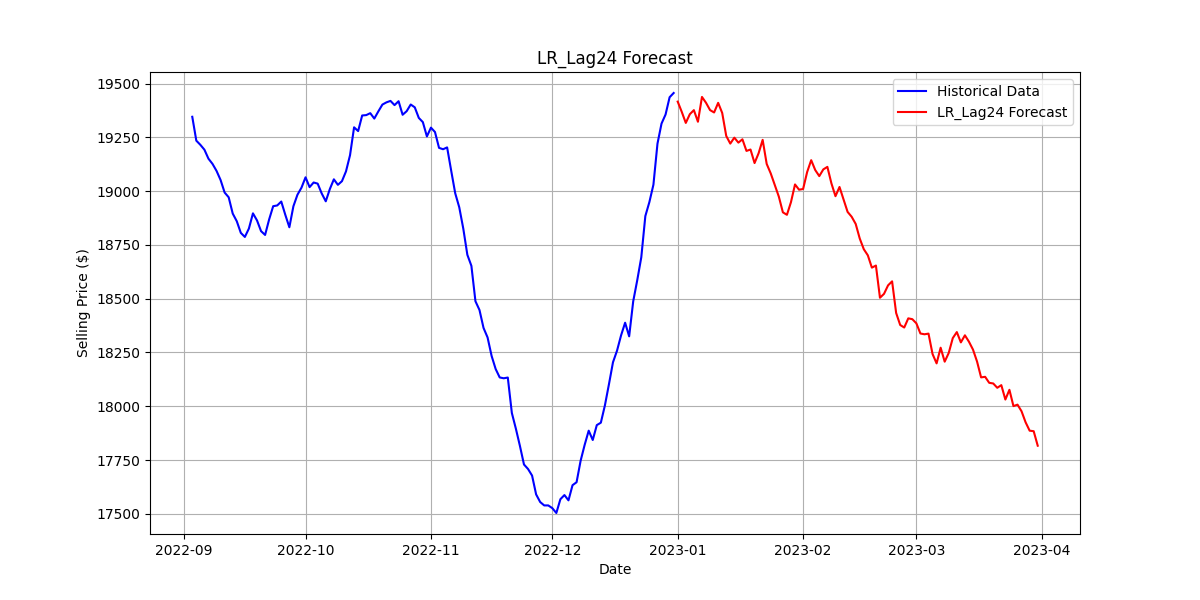 LR_Lag24 Forecast
Historical Data
LR_Lag24 Forecast
Selling Price ($)
19500
19250
19000
18750
18500
18250
18000
17750
17500
2022-09 2022-10 2022-11 2022-12 2023-01 2023-02 2023-03 2023-04
Date